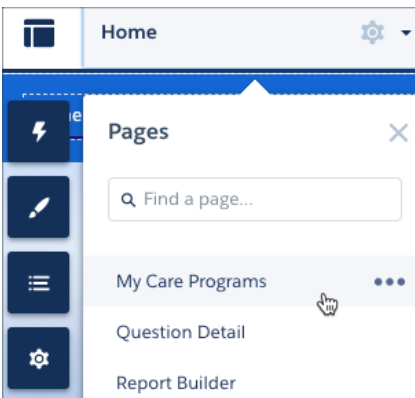 Home
Pages
Find a page...
My Care Programs
Question Detail
Report Builder